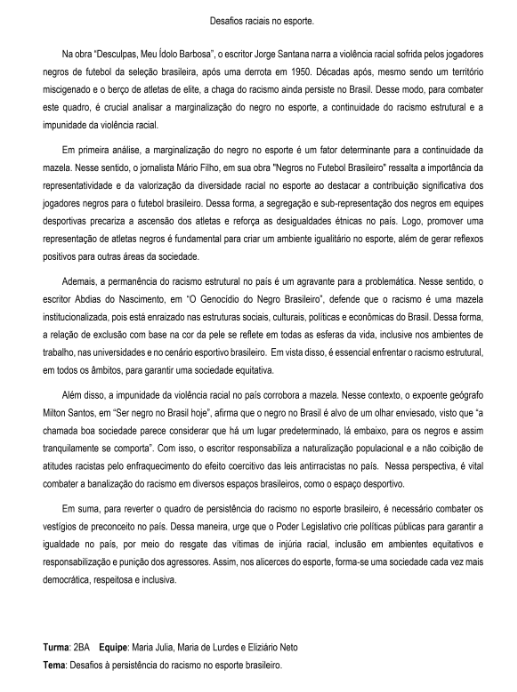 Desafios raciais no esporte.
Na obra “Desculpas, Meu Ídolo Barbosa”, o escritor Jorge Santana narra a violência racial sofrida pelos jogadores
negros de futebol da seleção brasileira, após uma derrota em 1950. Décadas após, mesmo sendo um território
miscigenado e o berço de atletas de elite, a chaga do racismo ainda persiste no Brasil. Desse modo, para combater
este quadro, é crucial analisar a marginalização do negro no esporte, a continuidade do racismo estrutural e a
impunidade da violência racial.
Em primeira análise, a marginalização do negro no esporte é um fator determinante para a continuidade da
mazela. Nesse sentido, o jornalista Mário Filho, em sua obra "Negros no Futebol Brasileiro" ressalta a importância da
representatividade e da valorização da diversidade racial no esporte ao destacar a contribuição significativa dos
jogadores negros para o futebol brasileiro. Dessa forma, a segregação e sub-representação dos negros em equipes
desportivas precariza a ascensão dos atletas e reforça as desigualdades étnicas no país. Logo, promover uma
representação de atletas negros é fundamental para criar um ambiente igualitário no esporte, além de gerar reflexos
positivos para outras áreas da sociedade.
Ademais, a permanência do racismo estrutural no país é um agravante para a problemática. Nesse sentido, o
escritor Abdias do Nascimento, em “O Genocídio do Negro Brasileiro”, defende que o racismo é uma mazela
institucionalizada, pois está enraizado nas estruturas sociais, culturais, políticas e econômicas do Brasil. Dessa forma,
a relação de exclusão com base na cor da pele se reflete em todas as esferas da vida, inclusive nos ambientes de
trabalho, nas universidades e no cenário esportivo brasileiro. Em vista disso, é essencial enfrentar o racismo estrutural,
em todos os âmbitos, para garantir uma sociedade equitativa.
Além disso, a impunidade da violência racial no país corrobora a mazela. Nesse contexto, o expoente geógrafo
Milton Santos, em “Ser negro no Brasil hoje”, afirma que o negro no Brasil é alvo de um olhar enviesado, visto que “a
chamada boa sociedade parece considerar que há um lugar predeterminado, lá embaixo, para os negros e assim
tranquilamente se comporta”. Com isso, o escritor responsabiliza a naturalização populacional e a não coibição de
atitudes racistas pelo enfraquecimento do efeito coercitivo das leis antirracistas no país. Nessa perspectiva, é vital
combater a banalização do racismo em diversos espaços brasileiros, como o espaço desportivo.
Em suma, para reverter o quadro de persistência do racismo no esporte brasileiro, é necessário combater os
vestígios de preconceito no país. Dessa maneira, urge que o Poder Legislativo crie políticas públicas para garantir a
igualdade no país, por meio do resgate das vítimas de injúria racial, inclusão em ambientes equitativos e
responsabilização e punição dos agressores. Assim, nos alicerces do esporte, forma-se uma sociedade cada vez mais
democrática, respeitosa e inclusiva.
Turma: 2BA Equipe: Maria Julia, Maria de Lurdes e Eliziário Neto
Tema: Desafios à persistência do racismo no esporte brasileiro.